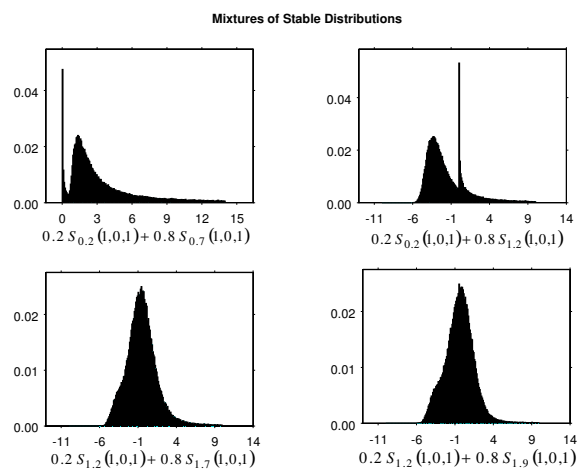 Mixtures of Stable Distributions
0.04
0.02
0.00
0 3 6 9 12 15
0.2 S0.2 (1,0,1) + 0.8 S0.7 (1,0,1)
0.04
0.02
0.00
-11 -6 -1 4 9 14
0.2 S0.2 (1,0,1) + 0.8 S1.2 (1,0,1)
0.02
0.01
0.00
-11 -6 -1 4 9 14
0.2 S1.2 (1,0,1) + 0.8 S1.7 (1,0,1)
0.02
0.01
0.00
-11 -6 -1 4 9 14
0.2 S1.2 (1,0,1) + 0.8 S1.9 (1,0,1)